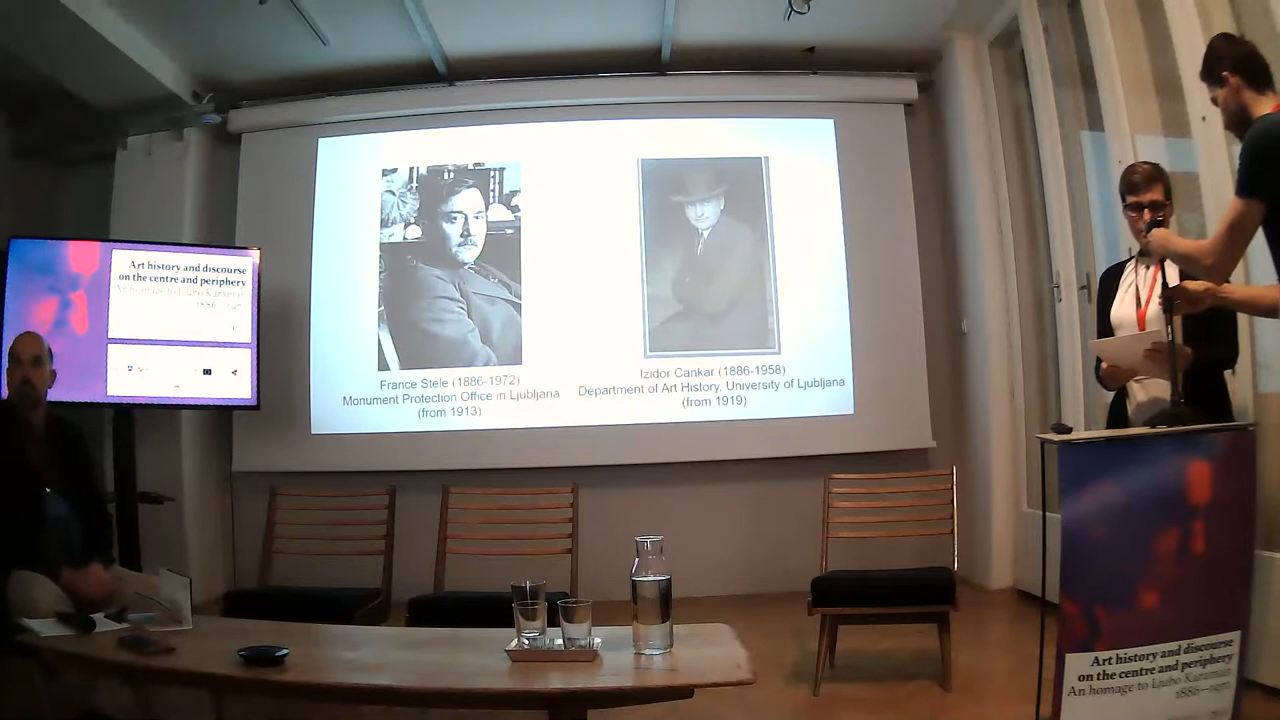 Art history and discourse
on the centre and periphery
France Stele (1886-1972)
Monument Protection Office in Ljubljana
(from 1913)
Izidor Cankar (1886-1958)
Department of Art History, University of Ljubljana
(from 1919)
Art history and discourse
on the centre and periphery
An homage to Ljubo Karaman